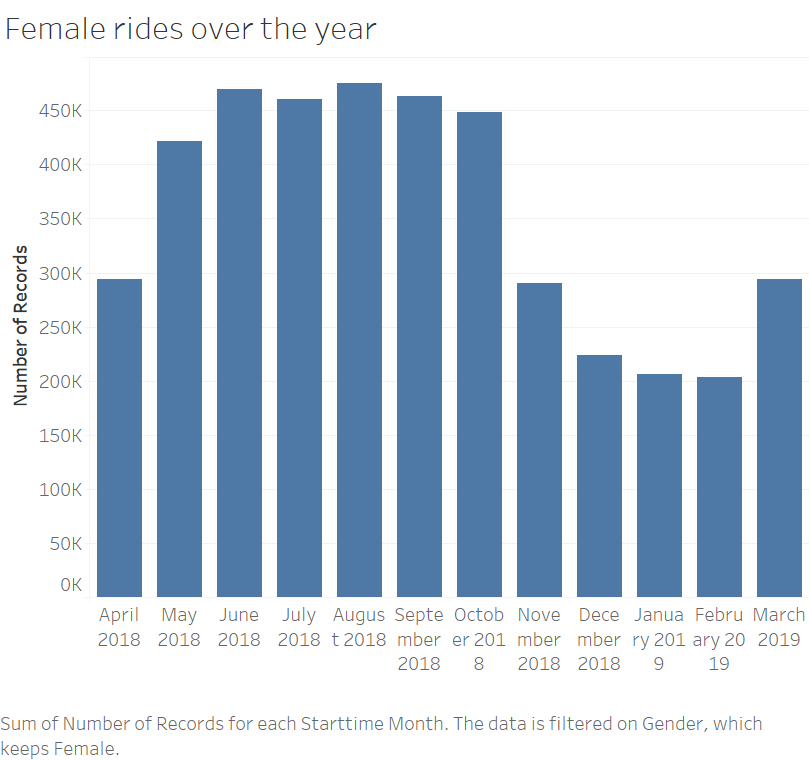 Female rides over the year
Number of Records
450K
400K
350K
300K
250K
200K
150K
100K
50K
0K
April
2018
May
2018
June
2018
July
2018
Augus
t 2018
Septe
mber
2018
Octob
er 201
8
Nove
mber
2018
Dece
mber
2018
Janua
ry 201
9
Febru
ary 20
19
March
2019
Sum of Number of Records for each Starttime Month. The data is filtered on Gender, which
keeps Female.